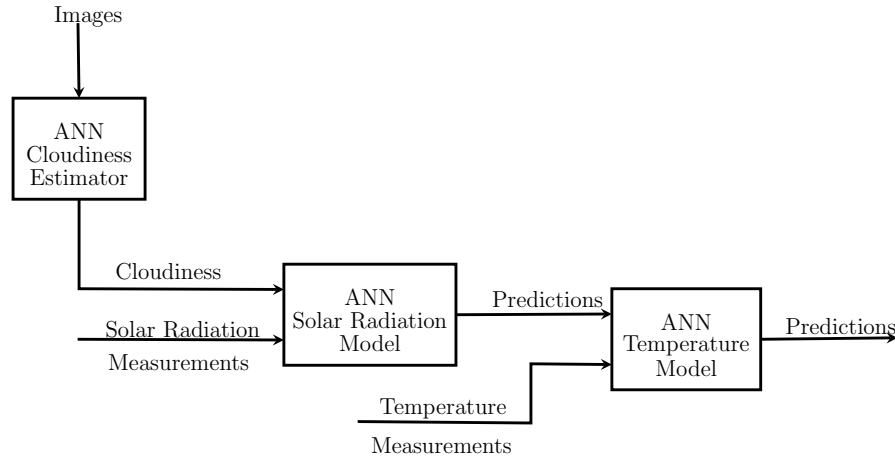 Images
ANN
Cloudiness
Estimator
Cloudiness
Solar Radiation
Measurements
ANN
Solar Radiation
Model
Predictions
Temperature
Measurements
ANN
Temperature
Model
Predictions